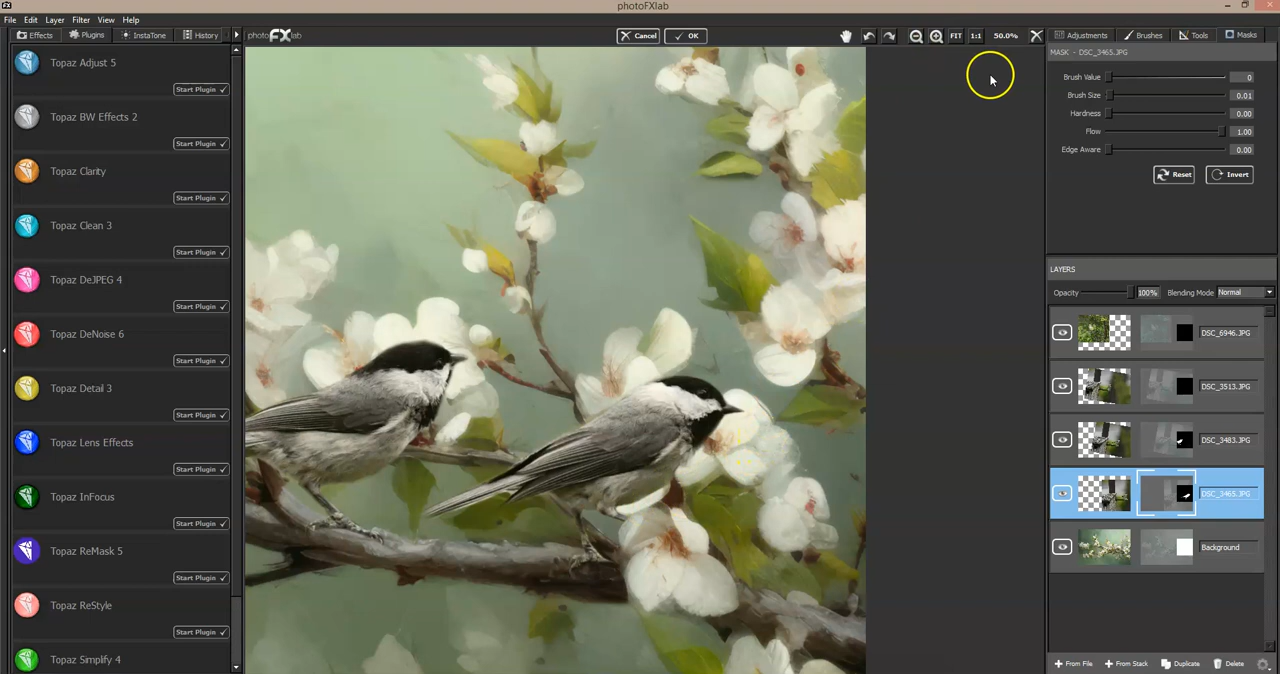 photoFXlab
File Edit Layer Filter View Help
Effects Plugins InstaTone History
photoFXlab
Cancel OK
FIT 1:1 50.0%
Adjustments Brushes Tools Masks
Topaz Adjust 5
Start Plugin
Topaz BW Effects 2
Start Plugin
Topaz Clarity
Start Plugin
Topaz Clean 3
Start Plugin
Topaz DeJPEG 4
Start Plugin
Topaz DeNoise 6
Start Plugin
Topaz Detail 3
Start Plugin
Topaz Lens Effects
Start Plugin
Topaz InFocus
Start Plugin
Topaz ReMask 5
Start Plugin
Topaz ReStyle
Start Plugin
Topaz Simplify 4
MASK - DSC_3465.JPG
Brush Value 0
Brush Size 0.01
Hardness 0.00
Flow 1.00
Edge Aware 0.00
Reset Invert
LAYERS
Opacity 100% Blending Mode Normal
DSC_6946.JPG
DSC_3513.JPG
DSC_3483.JPG
DSC_3465.JPG
Background
From File From Stack Duplicate Delete